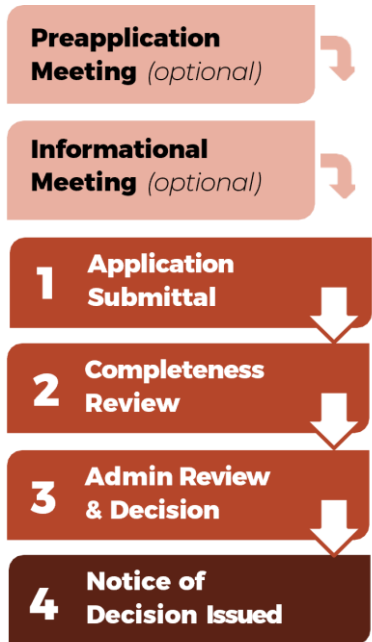 Preapplication
Meeting (optional)
Informational
Meeting (optional)
1 Application
Submittal
2 Completeness
Review
3 Admin Review
& Decision
4 Notice of
Decision Issued